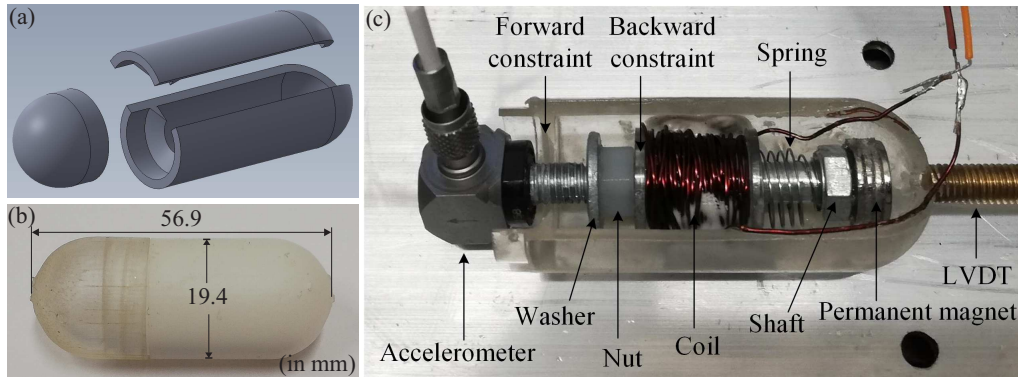 (a)
(b)
56.9
19.4
(in mm)
(c)
Forward
constraint
Backward
constraint
Spring
LVDT
Permanent magnet
Shaft
Coil
Nut
Washer
Accelerometer